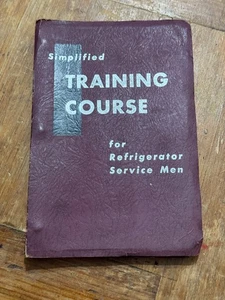 Simplified
TRAINING
COURSE
for
Refrigerator
Service Men